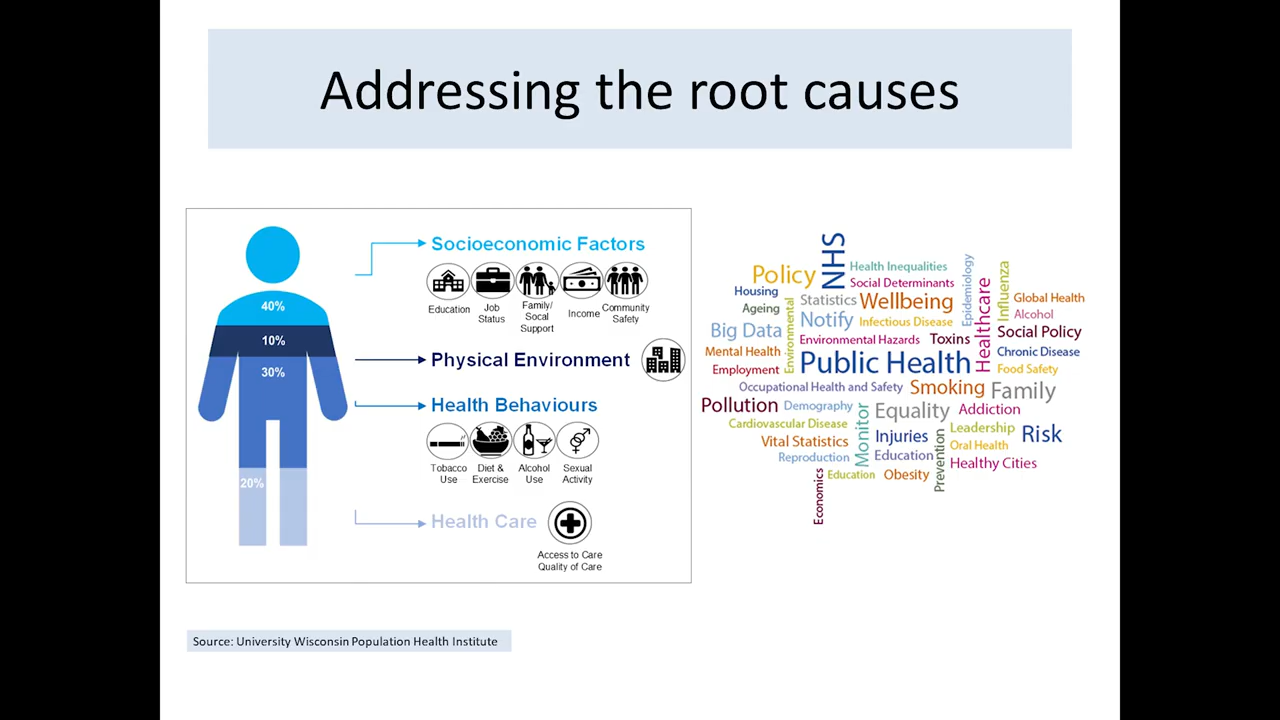 Addressing the root causes
40%
10%
30%
20%
Socioeconomic Factors
Education
Job
Status
Family/
Socal
Support
Income
Community
Safety
Physical Environment
Health Behaviours
Tobacco
Use
Diet &
Exercise
Alcohol
Use
Sexual
Activity
Health Care
Access to Care
Quality of Care
NHS
Policy
Health Inequalities
Social Determinants
Housing
Statistics
Wellbeing
Epidemiology
Healthcare
Influenza
Global Health
Ageing
Environmental
Notify
Infectious Disease
Alcohol
Big Data
Environmental Hazards
Toxins
Social Policy
Mental Health
Public Health
Chronic Disease
Employment
Food Safety
Occupational Health and Safety
Smoking
Family
Pollution
Demography
Monitor
Equality
Addiction
Cardiovascular Disease
Leadership
Vital Statistics
Injuries
Prevention
Oral Health
Risk
Reproduction
Education
Healthy Cities
Economics
Education
Obesity
Source: University Wisconsin Population Health Institute